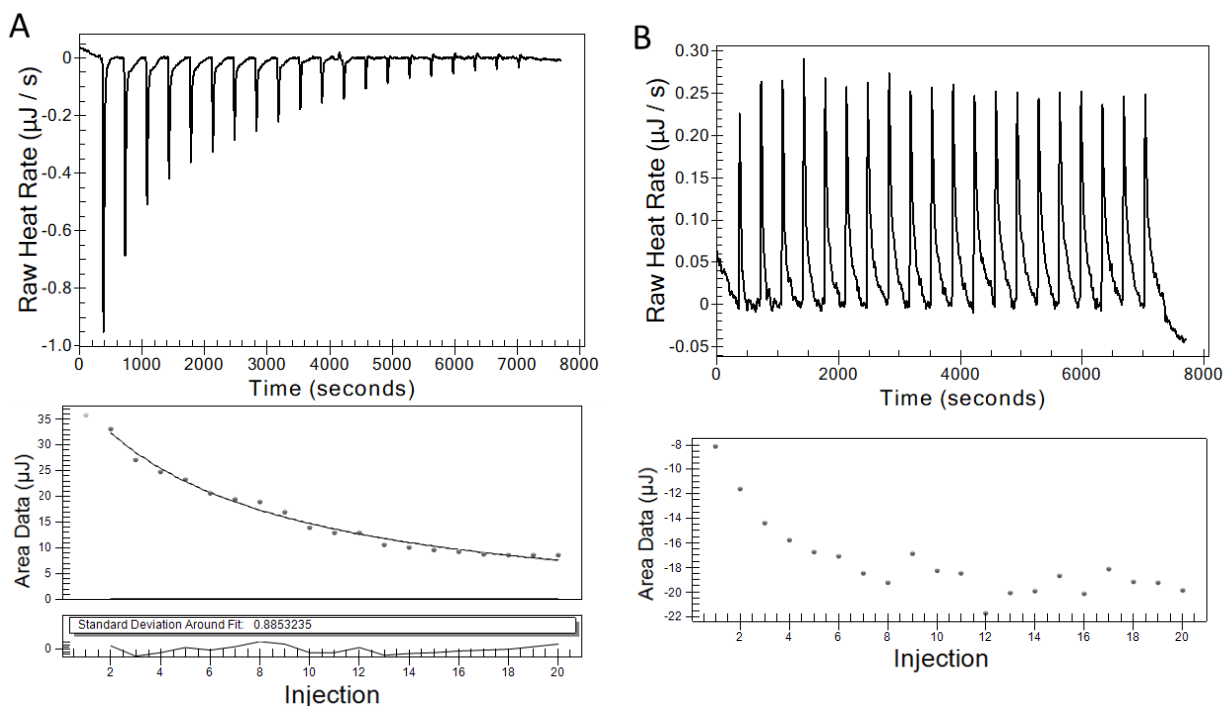 A
Raw Heat Rate (µJ / s)
0
-0.2
-0.4
-0.6
-0.8
-1.0
0 1000 2000 3000 4000 5000 6000 7000 8000
Time (seconds)
Area Data (µJ)
35
30
25
20
15
10
5
0
Standard Deviation Around Fit: 0.8853235
0
2 4 6 8 10 12 14 16 18 20
Injection
B
Raw Heat Rate (µJ / s)
0.30
0.25
0.20
0.15
0.10
0.05
0
-0.05
0 2000 4000 6000 8000
Time (seconds)
Area Data (µJ)
-8
-10
-12
-14
-16
-18
-20
-22
2 4 6 8 10 12 14 16 18 20
Injection